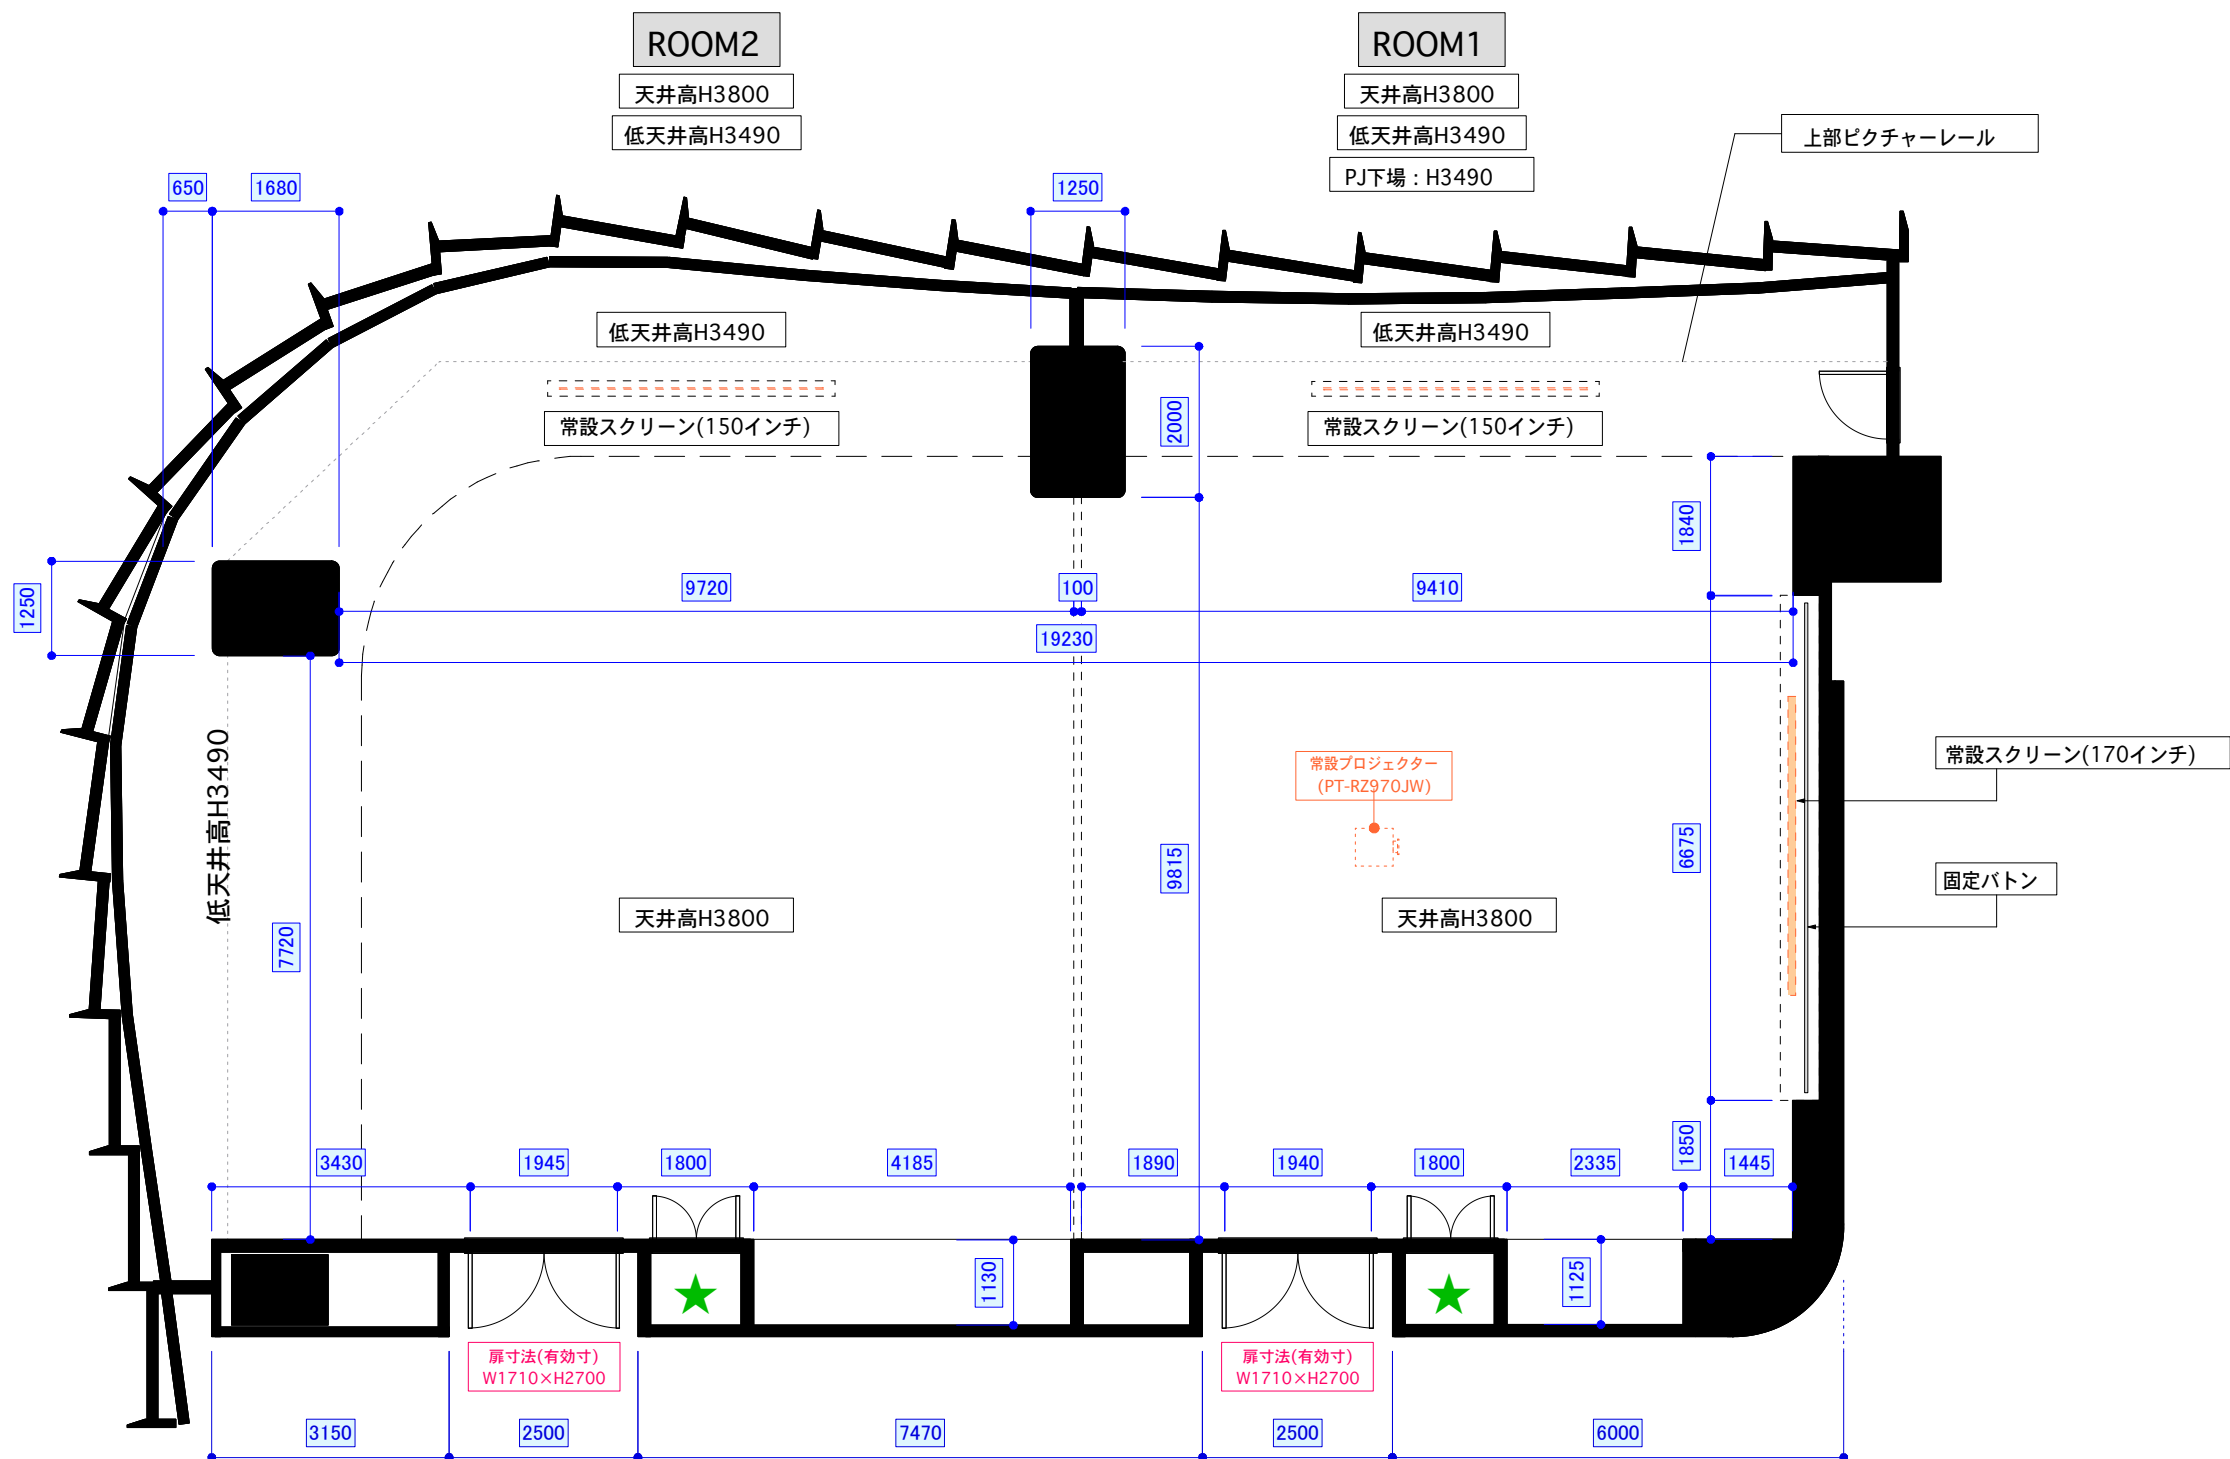 ROOM2
ROOM1
天井高H3800
天井高H3800
低天井高H3490
低天井高H3490
上部ピクチャーレール
PJ下場：H3490
650
1680
1250
低天井高H3490
低天井高H3490
常設スクリーン(150インチ)
2000
常設スクリーン(150インチ)
1840
1250
9720
100
9410
19230
低天井高H3490
常設プロジェクター
(PT-RZ970JW)
常設スクリーン(170インチ)
6675
9815
固定バトン
天井高H3800
天井高H3800
7720
3430
1945
1800
4185
1890
1940
1800
2335
1850
1445
1130
1125
扉寸法(有効寸)
W1710×H2700
扉寸法(有効寸)
W1710×H2700
3150
2500
7470
2500
6000